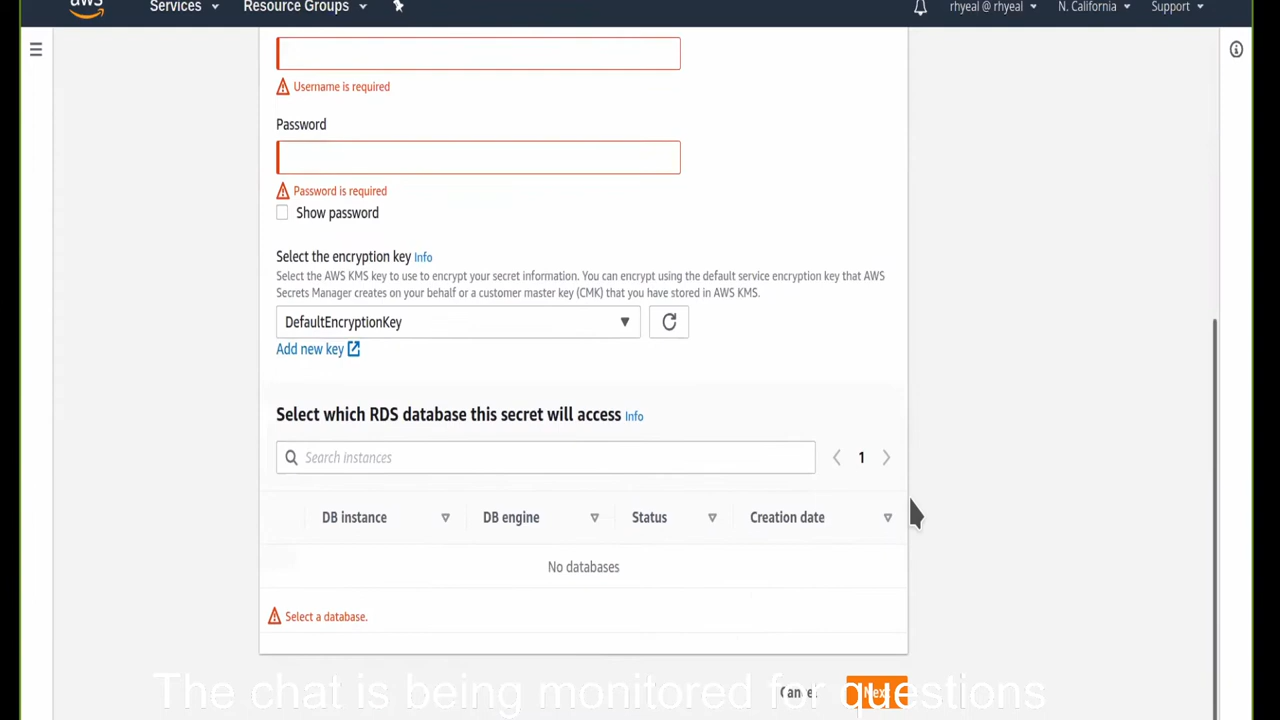 aws
Services
Resource Groups
rhyeal @ rhyeal
N. California
Support
Username is required
Password
Password is required
Show password
Select the encryption key Info
Select the AWS KMS key to use to encrypt your secret information. You can encrypt using the default service encryption key that AWS
Secrets Manager creates on your behalf or a customer master key (CMK) that you have stored in AWS KMS.
DefaultEncryptionKey
Add new key
Select which RDS database this secret will access Info
Search instances
1
DB instance
DB engine
Status
Creation date
No databases
Select a database.
Cancel
Next
The chat is being monitored for questions